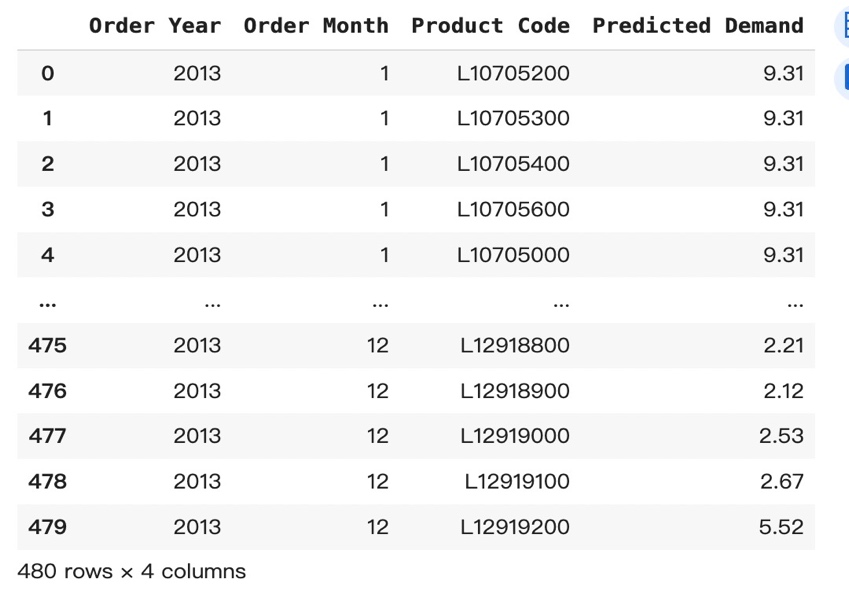 Order Year Order Month Product Code Predicted Demand
0 2013 1 L10705200 9.31
1 2013 1 L10705300 9.31
2 2013 1 L10705400 9.31
3 2013 1 L10705600 9.31
4 2013 1 L10705000 9.31
... ... ... ... ...
475 2013 12 L12918800 2.21
476 2013 12 L12918900 2.12
477 2013 12 L12919000 2.53
478 2013 12 L12919100 2.67
479 2013 12 L12919200 5.52
480 rows × 4 columns